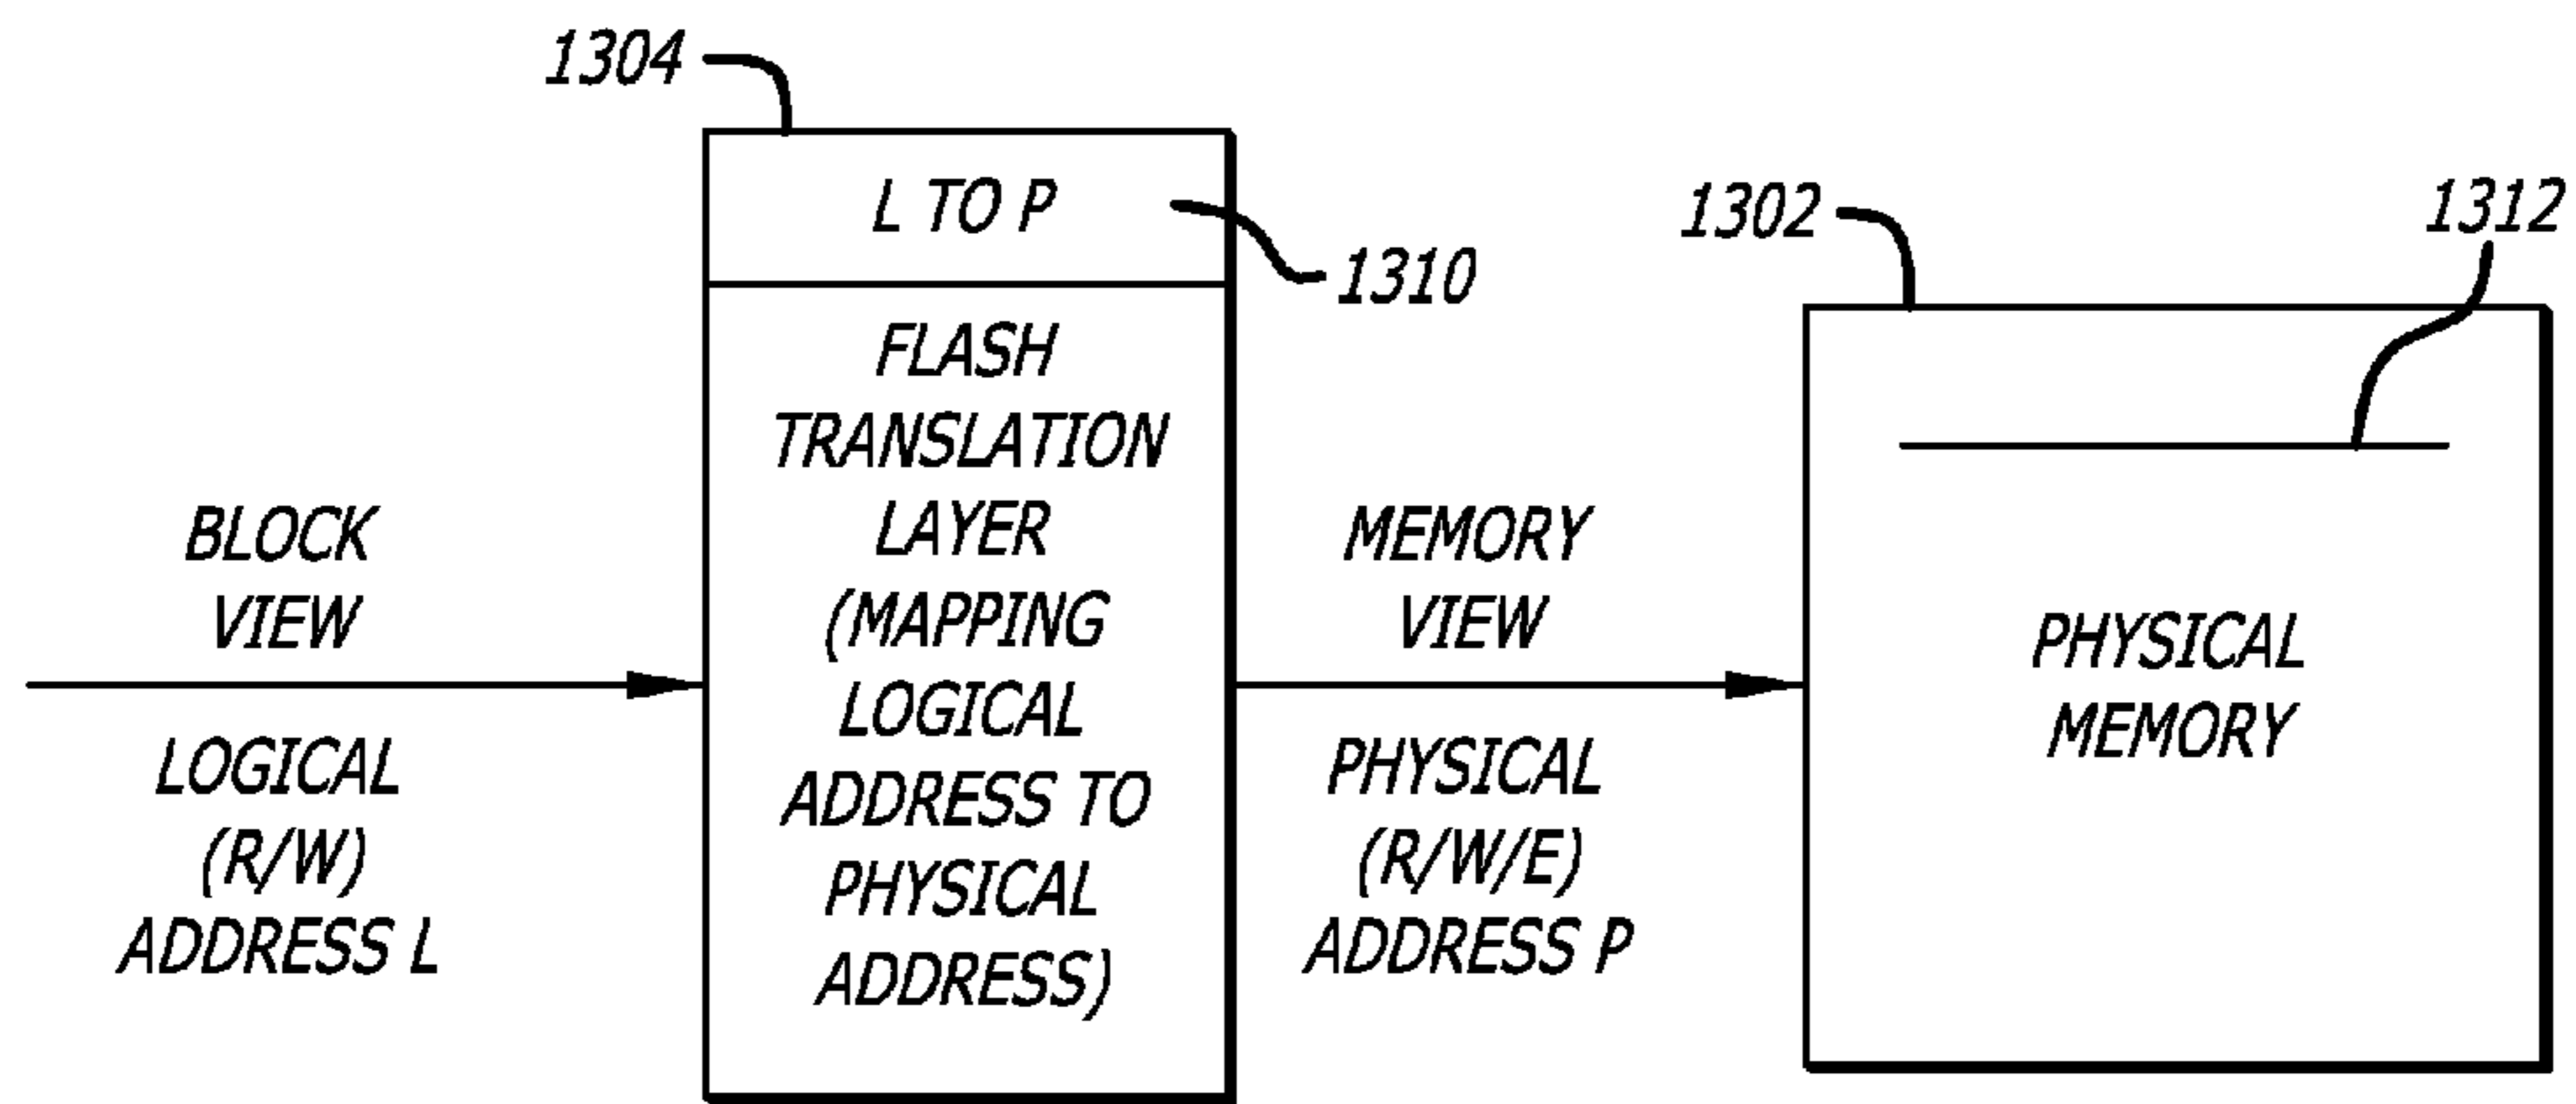 1304
L TO P
1310
1302
1312
BLOCK
VIEW
LOGICAL
(R/W)
ADDRESS L
FLASH
TRANSLATION
LAYER
(MAPPING
LOGICAL
ADDRESS TO
PHYSICAL
ADDRESS)
MEMORY
VIEW
PHYSICAL
(R/W/E)
ADDRESS P
PHYSICAL
MEMORY